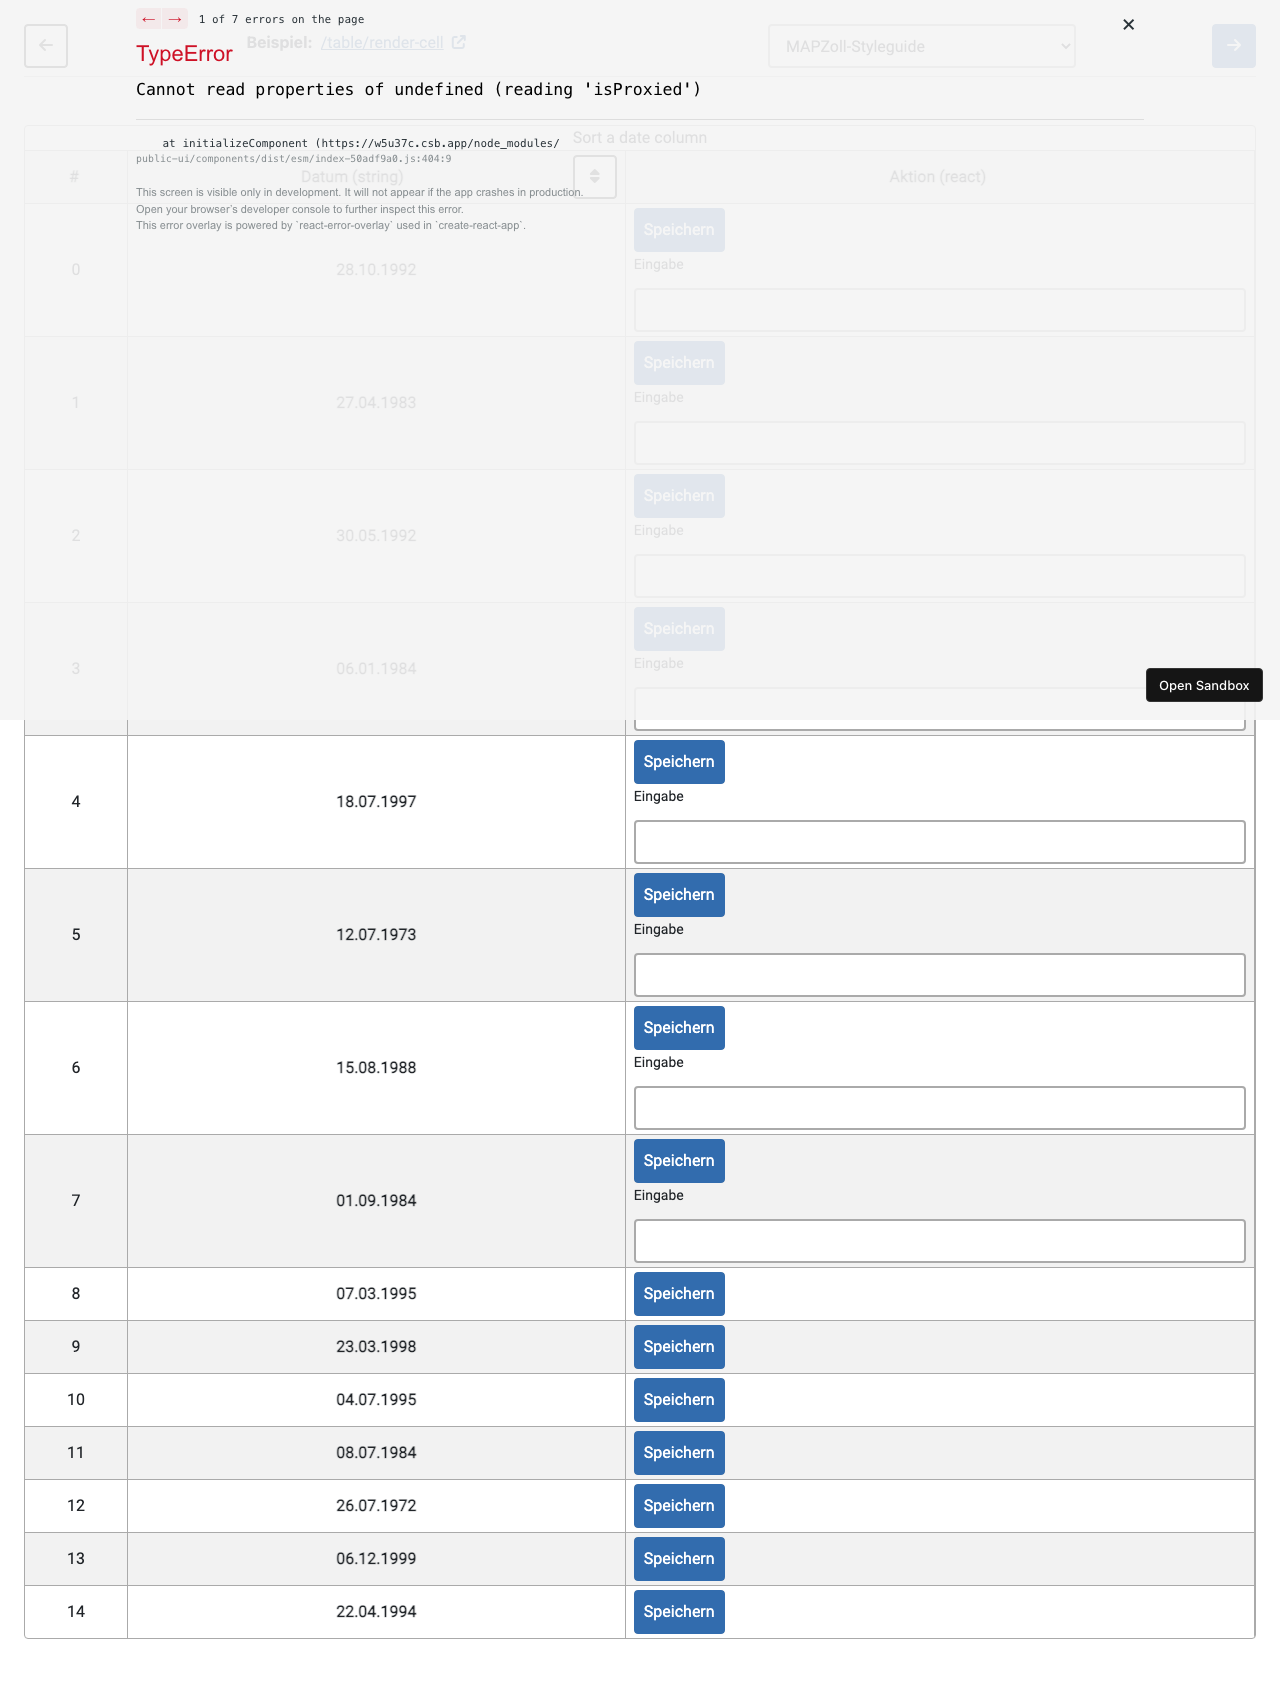 ← → 1 of 7 errors on the page
×
← Beispiel: /table/render-cell MAPZoll-Styleguide →
TypeError
Cannot read properties of undefined (reading 'isProxied')
Sort a date column
at initializeComponent (https://w5u37c.csb.app/node_modules/
public-ui/components/dist/esm/index-50adf9a0.js:404:9
# Datum (string) Aktion (react)
This screen is visible only in development. It will not appear if the app crashes in production.
Open your browser’s developer console to further inspect this error.
This error overlay is powered by `react-error-overlay` used in `create-react-app`.
Speichern
Eingabe
0 28.10.1992
Speichern
Eingabe
1 27.04.1983
Speichern
Eingabe
2 30.05.1992
Speichern
Eingabe
3 06.01.1984
Open Sandbox
Speichern
Eingabe
4 18.07.1997
Speichern
Eingabe
5 12.07.1973
Speichern
Eingabe
6 15.08.1988
Speichern
Eingabe
7 01.09.1984
8 07.03.1995 Speichern
9 23.03.1998 Speichern
10 04.07.1995 Speichern
11 08.07.1984 Speichern
12 26.07.1972 Speichern
13 06.12.1999 Speichern
14 22.04.1994 Speichern